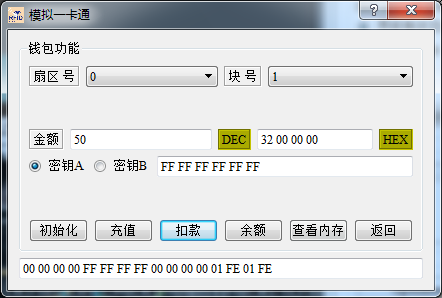 RFID 模拟一卡通
钱包功能
扇区号 0 块号 1
金额 50 DEC 32 00 00 00 HEX
密钥A 密钥B FF FF FF FF FF FF
初始化 充值 扣款 余额 查看内存 返回
00 00 00 00 FF FF FF FF 00 00 00 00 01 FE 01 FE